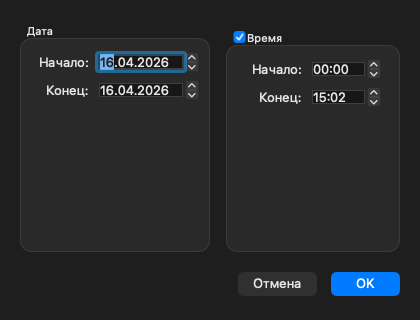 Дата
Начало: 16.04.2026
Конец: 16.04.2026
Время
Начало: 00:00
Конец: 15:02
Отмена
OK